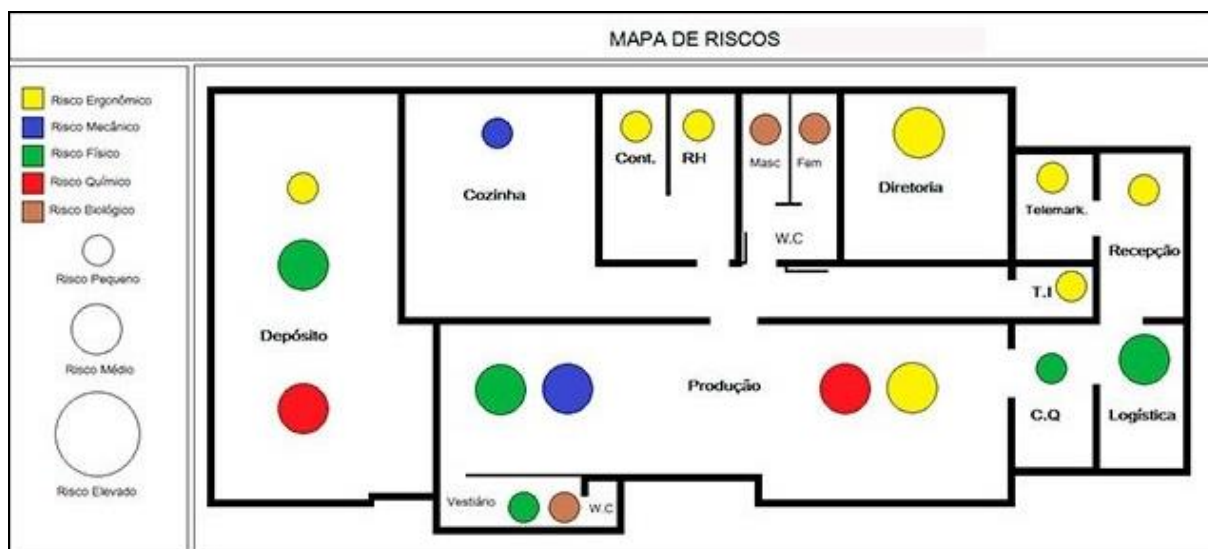 MAPA DE RISCOS
Risco Ergonômico
Risco Mecânico
Risco Físico
Risco Químico
Risco Biológico
Risco Pequeno
Risco Médio
Risco Elevado
Depósito
Cozinha
Cont.
RH
Masc
Fem
W.C
Diretoria
Telemark.
Recepção
T.I
Produção
C.Q
Logística
Vestiário
W.C